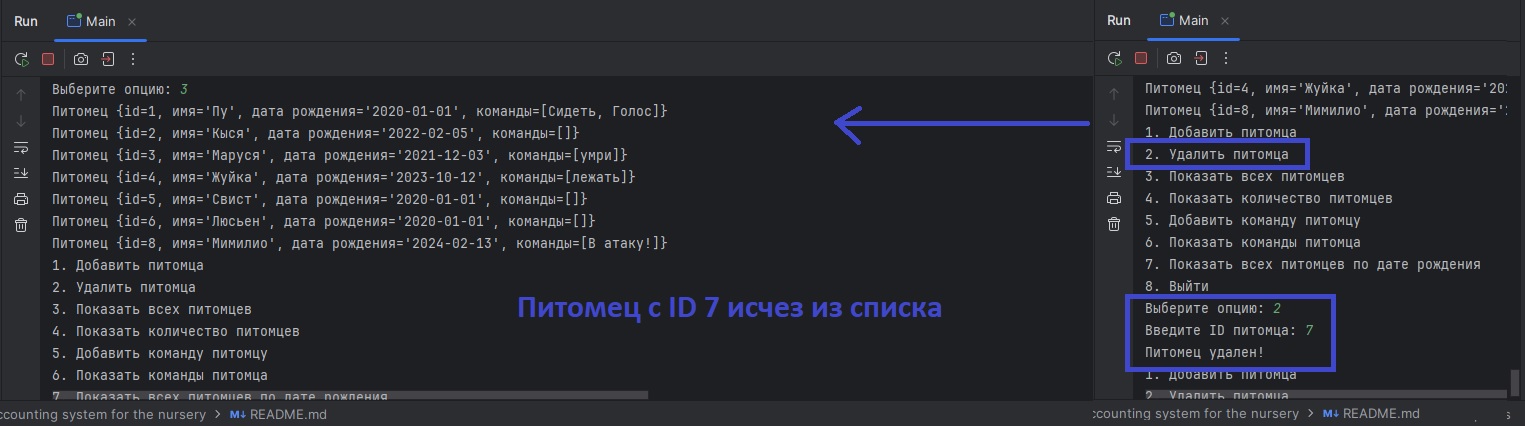 Run
Main
Выберите опцию: 3
Питомец {id=1, имя='Пу', дата рождения='2020-01-01', команды=[Сидеть, Голос]}
Питомец {id=2, имя='Кыся', дата рождения='2022-02-05', команды=[]}
Питомец {id=3, имя='Маруся', дата рождения='2021-12-03', команды=[умри]}
Питомец {id=4, имя='Жуйка', дата рождения='2023-10-12', команды=[лежать]}
Питомец {id=5, имя='Свист', дата рождения='2020-01-01', команды=[]}
Питомец {id=6, имя='Люсьен', дата рождения='2020-01-01', команды=[]}
Питомец {id=8, имя='Мимилио', дата рождения='2024-02-13', команды=[В атаку!]}
1. Добавить питомца
2. Удалить питомца
3. Показать всех питомцев
4. Показать количество питомцев
5. Добавить команду питомцу
6. Показать команды питомца
7. Показать всех питомцев по дате рождения
ccounting system for the nursery > M↓ README.md
Питомец с ID 7 исчез из списка
Run
Main
Питомец {id=4, имя='Жуйка', дата рождения='202
Питомец {id=8, имя='Мимилио', дата рождения='
1. Добавить питомца
2. Удалить питомца
3. Показать всех питомцев
4. Показать количество питомцев
5. Добавить команду питомцу
6. Показать команды питомца
7. Показать всех питомцев по дате рождения
8. Выйти
Выберите опцию: 2
Введите ID питомца: 7
Питомец удален!
1. Добавить питомца
2. Удалить питомца
ccounting system for the nursery > M↓ README.md